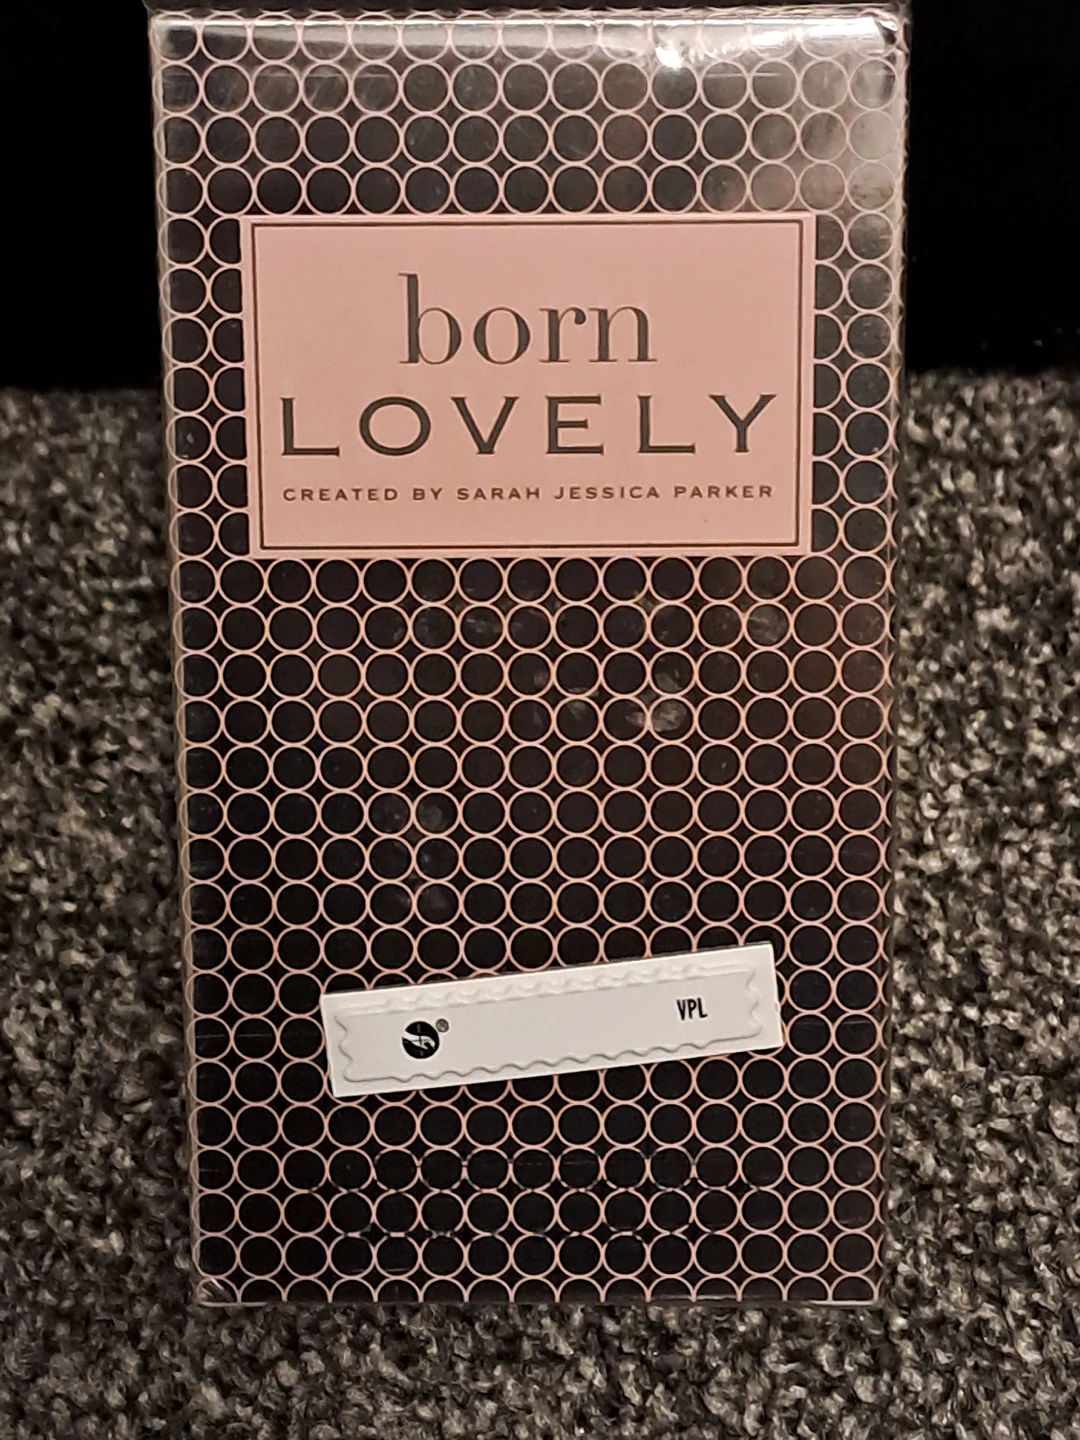 born
LOVELY
CREATED BY SARAH JESSICA PARKER
® VPL